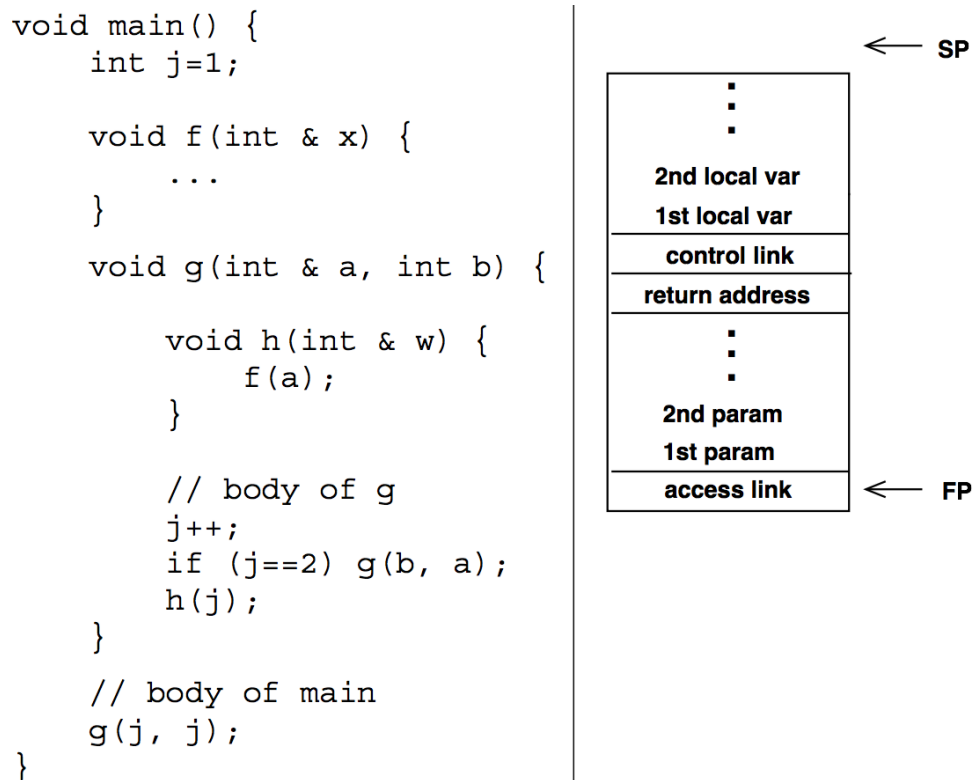 void main() {
int j=1;
void f(int & x) {
...
}
void g(int & a, int b) {
void h(int & w) {
f(a);
}
// body of g
j++;
if (j==2) g(b, a);
h(j);
}
// body of main
g(j, j);
}
SP
2nd local var
1st local var
control link
return address
2nd param
1st param
access link
FP